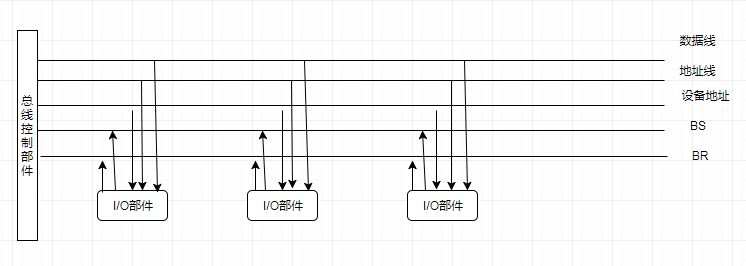 总线控制部件
数据线
地址线
设备地址
BS
BR
I/O部件
I/O部件
I/O部件